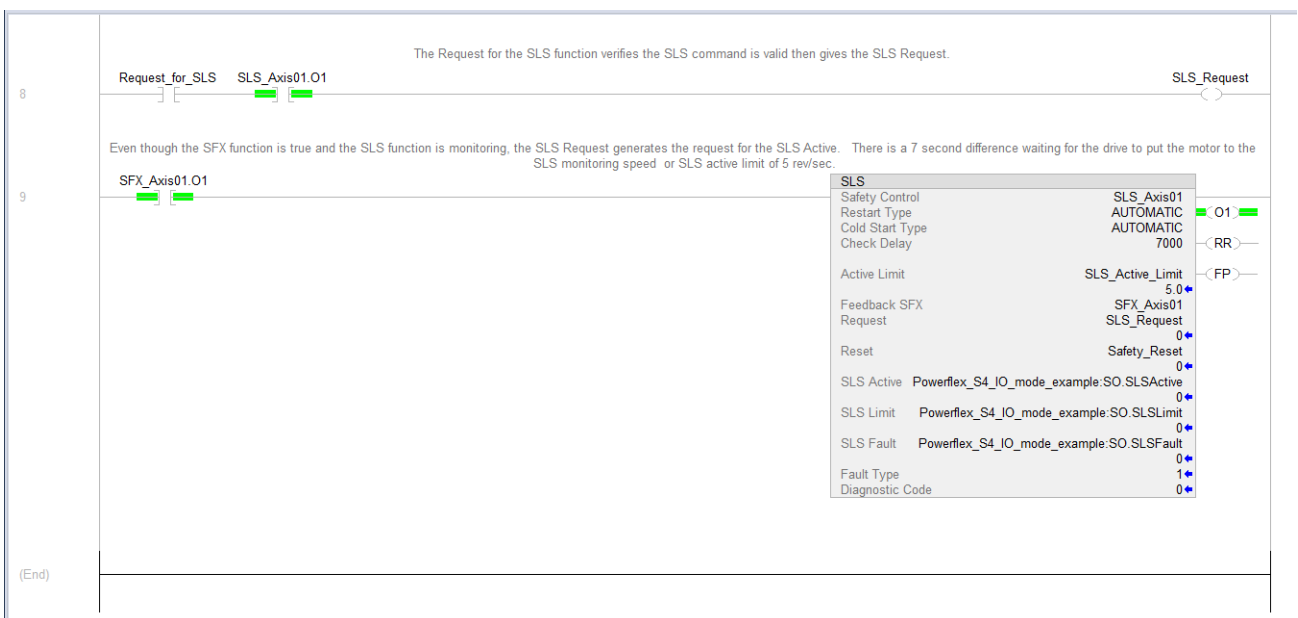 The Request for the SLS function verifies the SLS command is valid then gives the SLS Request.
Request_for_SLS SLS_Axis01.O1 SLS_Request
8
Even though the SFX function is true and the SLS function is monitoring, the SLS Request generates the request for the SLS Active. There is a 7 second difference waiting for the drive to put the motor to the
SLS monitoring speed or SLS active limit of 5 rev/sec.
SFX_Axis01.O1
9
SLS
Safety Control SLS_Axis01
Restart Type AUTOMATIC O1
Cold Start Type AUTOMATIC
Check Delay 7000 RR
Active Limit SLS_Active_Limit FP
5.0
Feedback SFX SFX_Axis01
Request SLS_Request
0
Reset Safety_Reset
0
SLS Active Powerflex_S4_IO_mode_example:SO.SLSActive
0
SLS Limit Powerflex_S4_IO_mode_example:SO.SLSLimit
0
SLS Fault Powerflex_S4_IO_mode_example:SO.SLSFault
0
Fault Type 1
Diagnostic Code 0
(End)